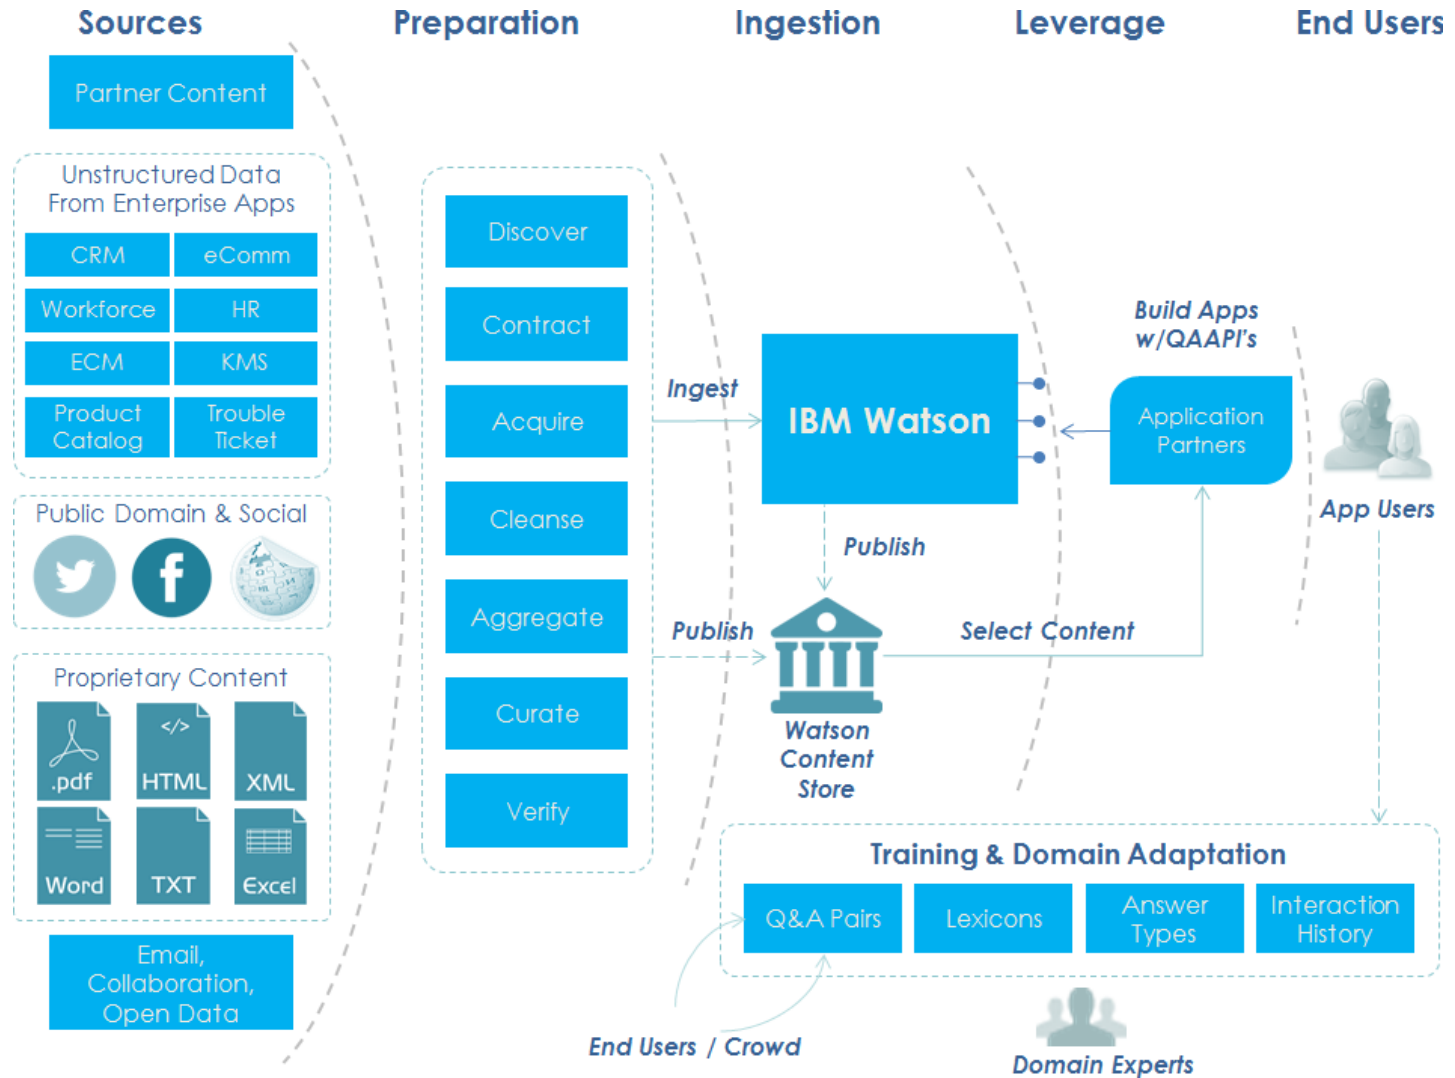 Sources
Preparation
Ingestion
Leverage
End Users
Partner Content
Unstructured Data
From Enterprise Apps
CRM
eComm
Workforce
HR
ECM
KMS
Product
Catalog
Trouble
Ticket
Public Domain & Social
Proprietary Content
.pdf
</>
HTML
XML
Word
TXT
Excel
Email,
Collaboration,
Open Data
Discover
Contract
Acquire
Cleanse
Aggregate
Curate
Verify
Ingest
Publish
IBM Watson
Publish
Watson
Content
Store
Select Content
Build Apps
w/QAAPI's
Application
Partners
App Users
Training & Domain Adaptation
Q&A Pairs
Lexicons
Answer
Types
Interaction
History
End Users / Crowd
Domain Experts